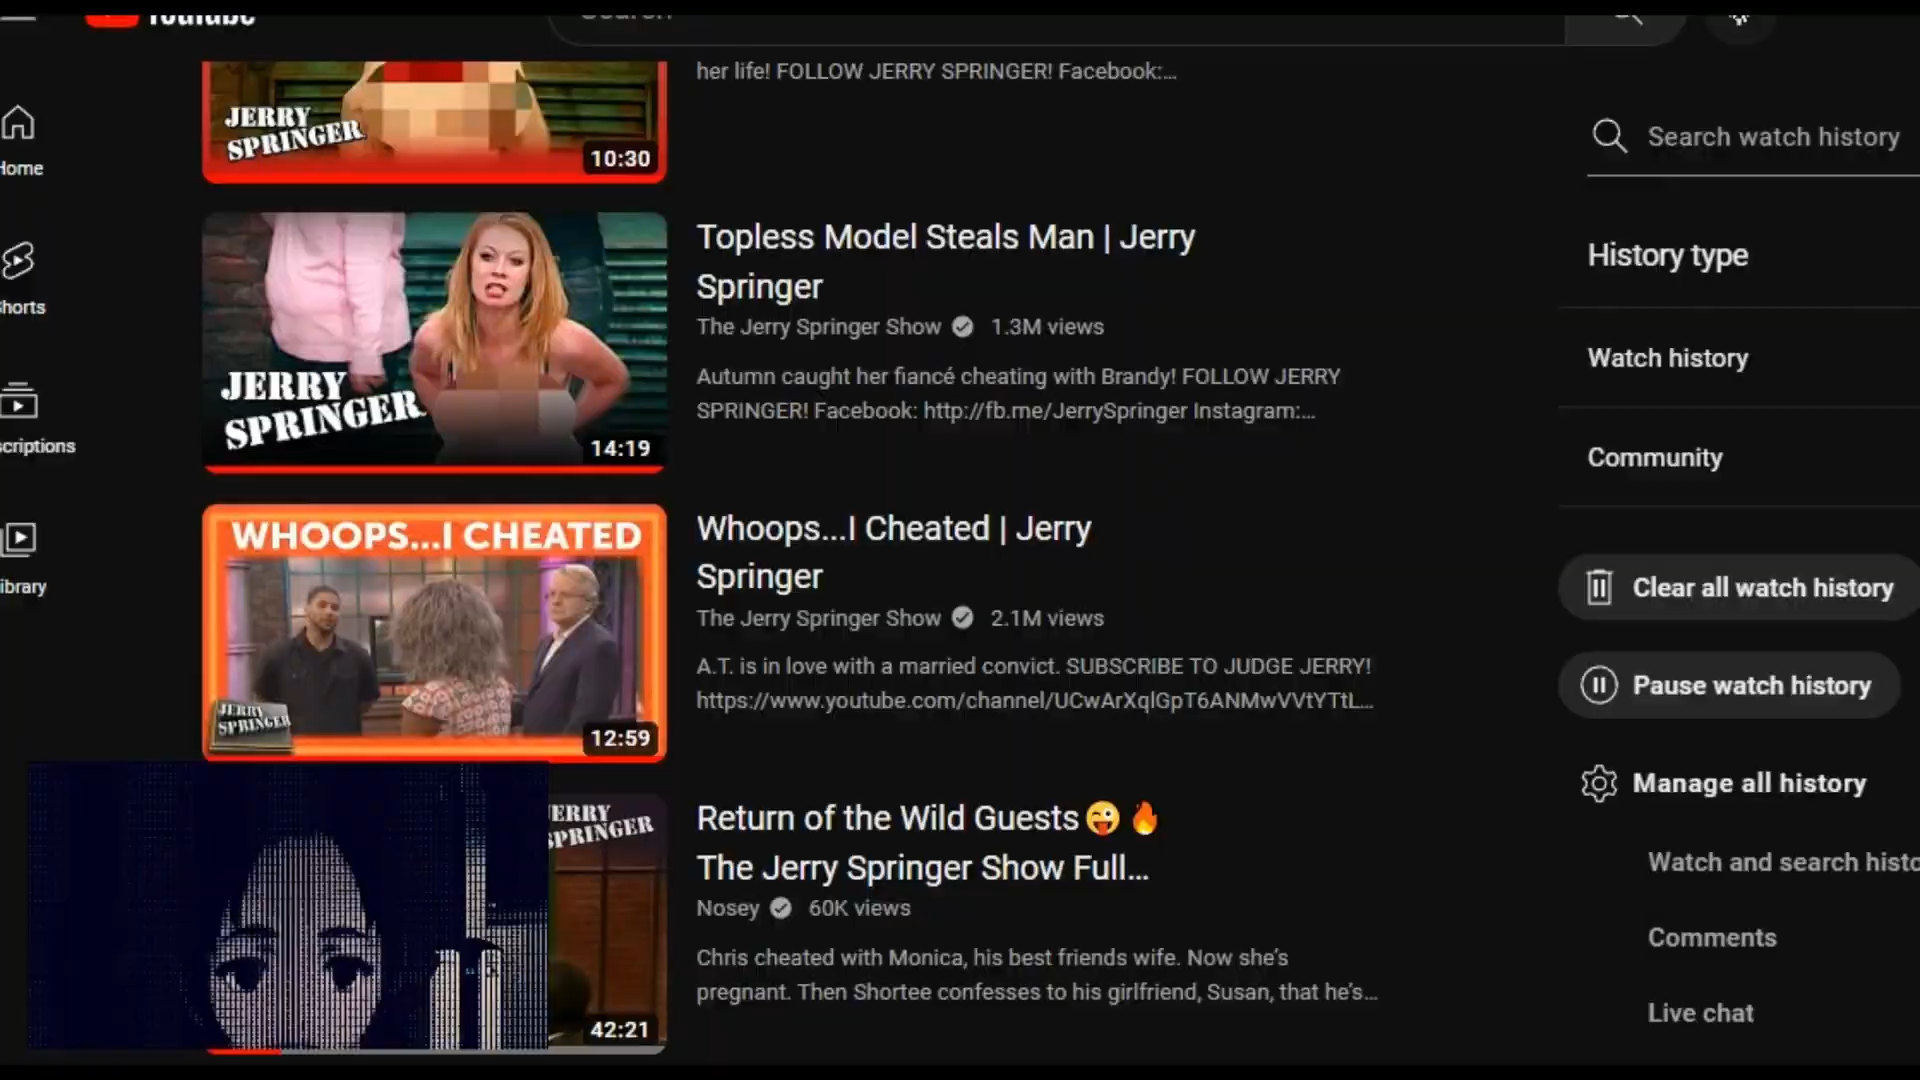 YouTube
Search
her life! FOLLOW JERRY SPRINGER! Facebook:...
JERRY
SPRINGER
10:30
Home
Shorts
scriptions
ibrary
Topless Model Steals Man | Jerry
Springer
The Jerry Springer Show 1.3M views
Autumn caught her fiancé cheating with Brandy! FOLLOW JERRY
SPRINGER! Facebook: http://fb.me/JerrySpringer Instagram:...
JERRY
SPRINGER
14:19
WHOOPS...I CHEATED
JERRY
SPRINGER
12:59
Whoops...I Cheated | Jerry
Springer
The Jerry Springer Show 2.1M views
A.T. is in love with a married convict. SUBSCRIBE TO JUDGE JERRY!
https://www.youtube.com/channel/UCwArXqlGpT6ANMwVVtYTtL...
JERRY
SPRINGER
42:21
Return of the Wild Guests😜🔥
The Jerry Springer Show Full...
Nosey 60K views
Chris cheated with Monica, his best friends wife. Now she's
pregnant. Then Shortee confesses to his girlfriend, Susan, that he's...
Search watch history
History type
Watch history
Community
Clear all watch history
Pause watch history
Manage all history
Watch and search histo
Comments
Live chat